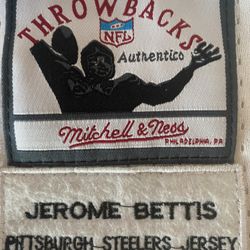 THROWBACKS
NFL
Authentics
Mitchell & Ness
PHILADELPHIA, PA
JEROME BETTIS
PITTSBURGH STEELERS JERSEY